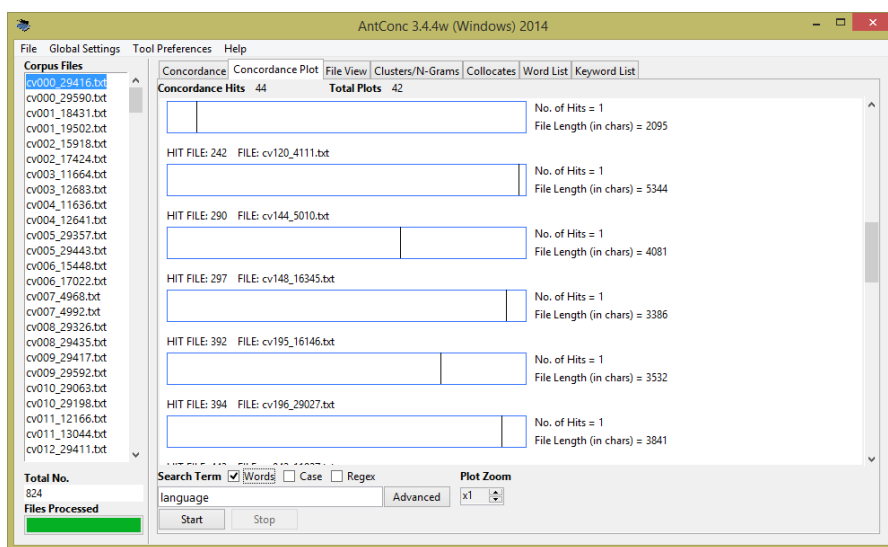 AntConc 3.4.4w (Windows) 2014
File Global Settings Tool Preferences Help
Corpus Files
cv000_29416.txt
cv000_29590.txt
cv001_18431.txt
cv001_19502.txt
cv002_15918.txt
cv002_17424.txt
cv003_11664.txt
cv003_12683.txt
cv004_11636.txt
cv004_12641.txt
cv005_29357.txt
cv005_29443.txt
cv006_15448.txt
cv006_17022.txt
cv007_4968.txt
cv007_4992.txt
cv008_29326.txt
cv008_29435.txt
cv009_29417.txt
cv009_29592.txt
cv010_29063.txt
cv010_29198.txt
cv011_12166.txt
cv011_13044.txt
cv012_29411.txt
Total No.
824
Files Processed
Concordance Concordance Plot File View Clusters/N-Grams Collocates Word List Keyword List
Concordance Hits 44 Total Plots 42
No. of Hits = 1
File Length (in chars) = 2095
HIT FILE: 242 FILE: cv120_4111.txt
No. of Hits = 1
File Length (in chars) = 5344
HIT FILE: 290 FILE: cv144_5010.txt
No. of Hits = 1
File Length (in chars) = 4081
HIT FILE: 297 FILE: cv148_16345.txt
No. of Hits = 1
File Length (in chars) = 3386
HIT FILE: 392 FILE: cv195_16146.txt
No. of Hits = 1
File Length (in chars) = 3532
HIT FILE: 394 FILE: cv196_29027.txt
No. of Hits = 1
File Length (in chars) = 3841
Search Term Words Case Regex Plot Zoom
language Advanced x1
Start Stop